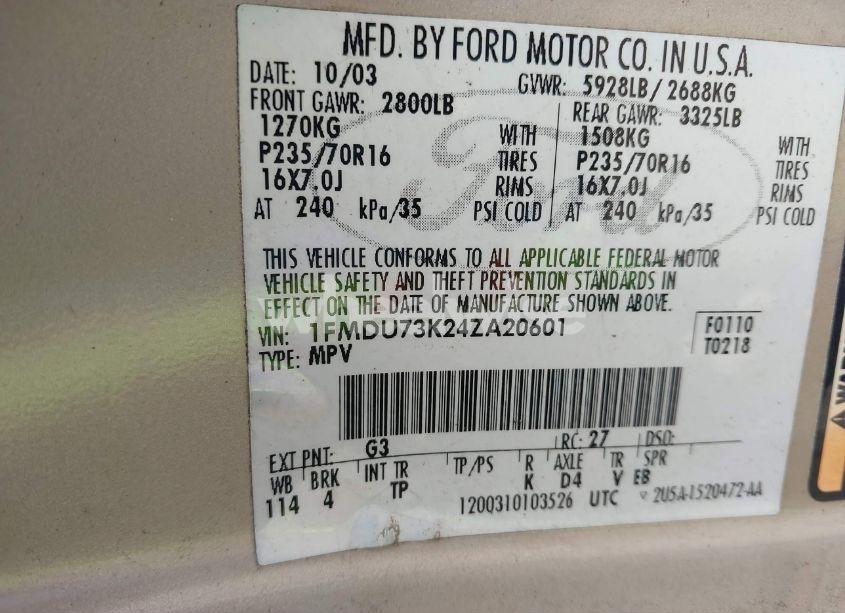 MFD. BY FORD MOTOR CO. IN U.S.A.
DATE: 10/03 GVWR: 5928LB/ 2688KG
FRONT GAWR: 2800LB REAR GAWR: 3325LB
1270KG WITH 1508KG WITH
P235/70R16 TIRES P235/70R16 TIRES
16X7.0J RIMS 16X7.0J RIMS
AT 240 kPa/35 PSI COLD AT 240 kPa/35 PSI COLD
Ford
THIS VEHICLE CONFORMS TO ALL APPLICABLE FEDERAL MOTOR
VEHICLE SAFETY AND THEFT PREVENTION STANDARDS IN
EFFECT ON THE DATE OF MANUFACTURE SHOWN ABOVE.
VIN: 1FMDU73K24ZA20601 F0110
TYPE: MPV T0218
EXT PNT: G3 RC: 27 DSO:
WB BRK INT TR TP/PS R AXLE TR SPR
114 4 TP K D4 V EB
120Q310103526 UTC 2U5A-1520472-AA